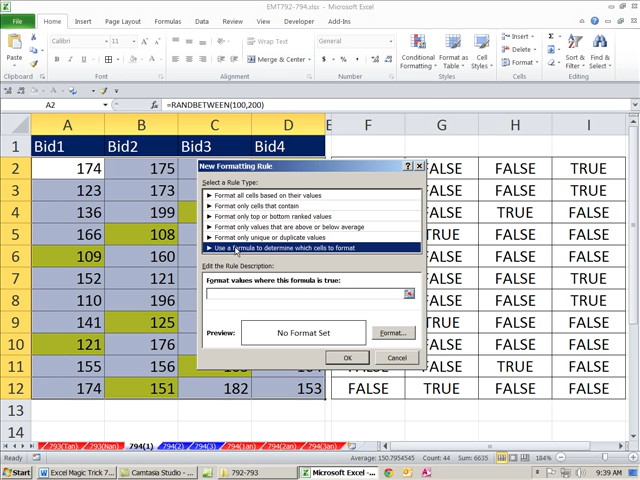 EMT792-794.xlsx - Microsoft Excel
File Home Insert Page Layout Formulas Data Review View Developer Add-Ins
Paste Calibri 11 Wrap Text General Conditional Formatting Format as Table Cell Styles Insert Delete Format Sort & Filter Find & Select
B I U Merge & Center $ % ,
Clipboard Font Alignment Number Styles Cells Editing
A2 fx =RANDBETWEEN(100,200)
A B C D E F G H I
1 Bid1 Bid2 Bid3 Bid4
2 174 175 FALSE FALSE TRUE
3 123 173 FALSE FALSE
4 136 199 TRUE FALSE
5 166 108 FALSE FALSE
6 109 160 FALSE FALSE
7 152 121 FALSE TRUE
8 110 196 FALSE TRUE
9 141 125 FALSE FALSE
10 121 176 FALSE FALSE
11 155 156 FALSE TRUE FALSE
12 174 151 182 153 FALSE TRUE FALSE FALSE
13
14
New Formatting Rule
Select a Rule Type:
► Format all cells based on their values
► Format only cells that contain
► Format only top or bottom ranked values
► Format only values that are above or below average
► Format only unique or duplicate values
► Use a formula to determine which cells to format
Edit the Rule Description:
Format values where this formula is true:
Preview: No Format Set Format...
OK Cancel
793(Tan) 793(Nan) 794(1) 794(2) 794(3) 794(1an) 794(2an) 794(3an)
Ready Average: 150.7954545 Count: 44 Sum: 6635 184%
Start Excel Magic Trick 7... Camtasia Studio - ... 792-793 Microsoft Excel -... 9:39 AM